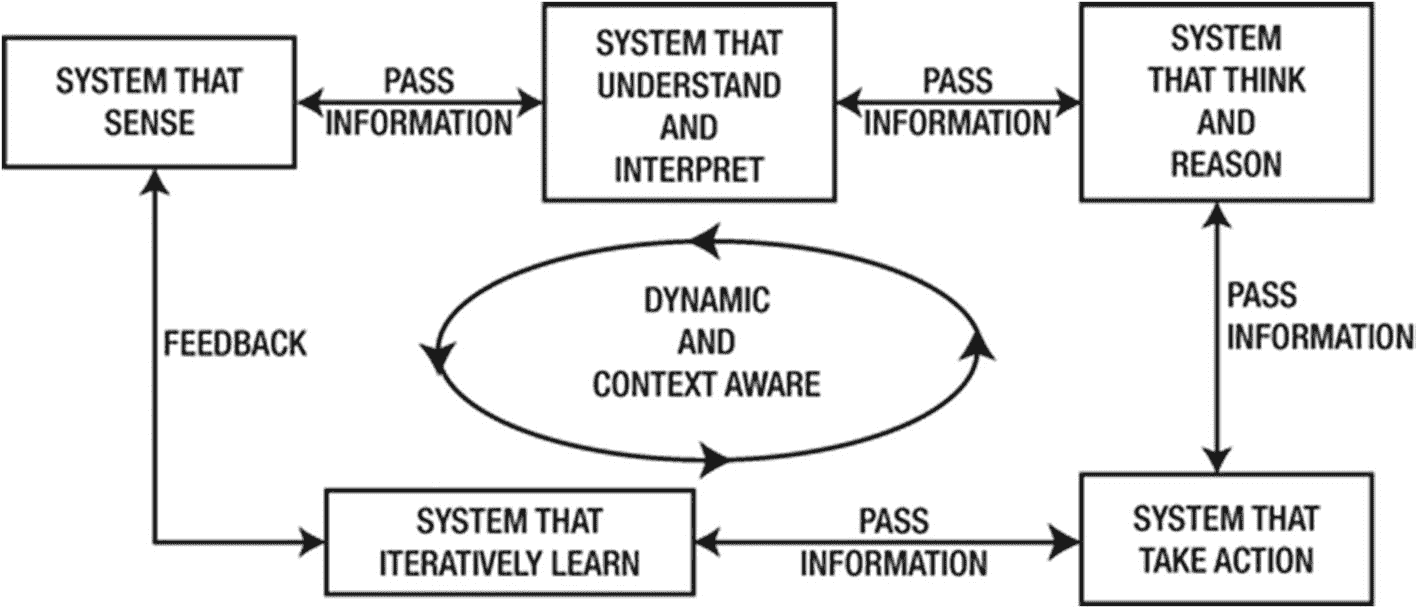 SYSTEM THAT
SENSE
PASS
INFORMATION
SYSTEM THAT
UNDERSTAND
AND
INTERPRET
PASS
INFORMATION
SYSTEM
THAT THINK
AND
REASON
FEEDBACK
DYNAMIC
AND
CONTEXT AWARE
PASS
INFORMATION
SYSTEM THAT
ITERATIVELY LEARN
PASS
INFORMATION
SYSTEM THAT
TAKE ACTION